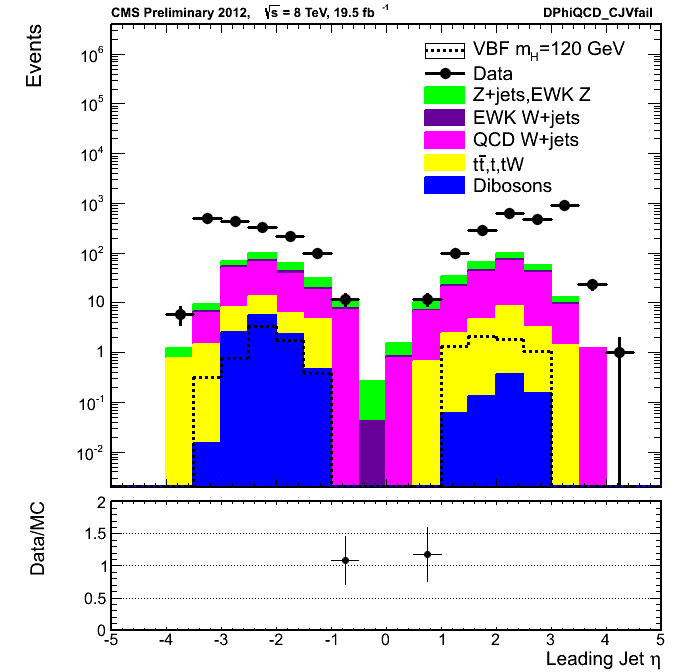 CMS Preliminary 2012, √s = 8 TeV, 19.5 fb⁻¹ DPhiQCD_CJVfail
Events
10⁶
10⁵
10⁴
10³
10²
10
1
10⁻¹
10⁻²
VBF m_H=120 GeV
Data
Z+jets,EWK Z
EWK W+jets
QCD W+jets
tt̄,t,tW
Dibosons
Data/MC
2
1.5
1
0.5
0
-5 -4 -3 -2 -1 0 1 2 3 4 5
Leading Jet η